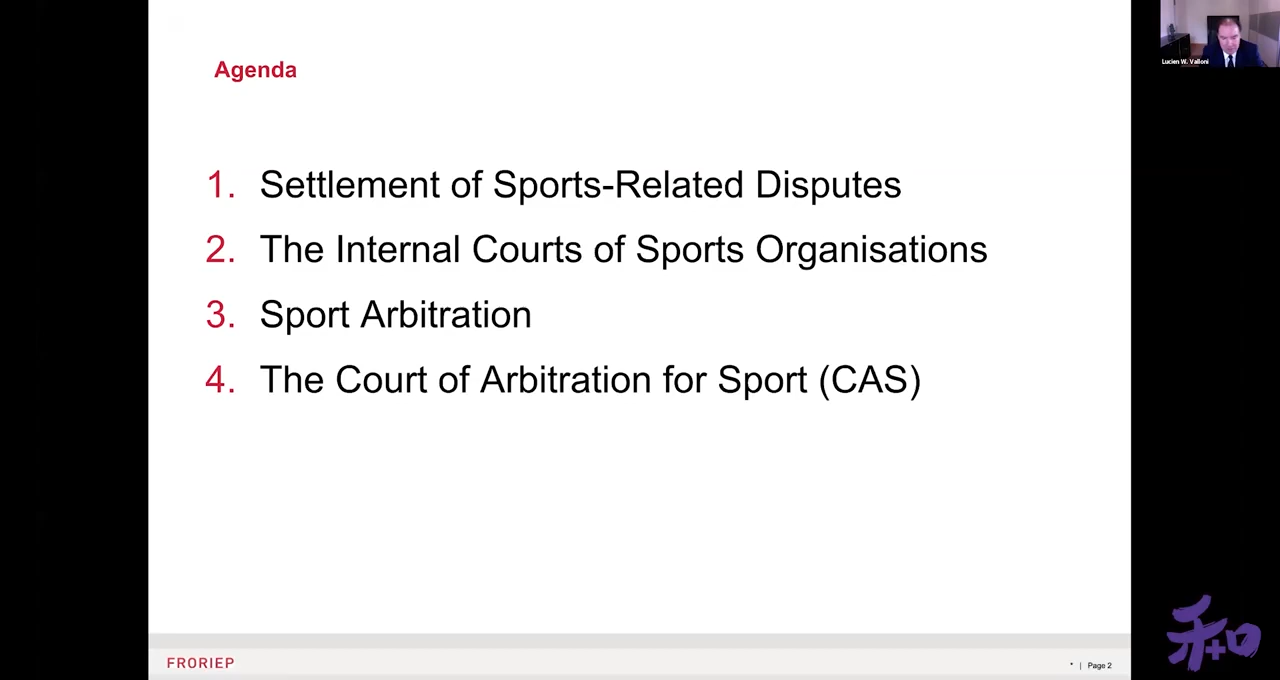 Agenda
1. Settlement of Sports-Related Disputes
2. The Internal Courts of Sports Organisations
3. Sport Arbitration
4. The Court of Arbitration for Sport (CAS)
FRORIEP
* | Page 2
Lucien W. Valloni
和